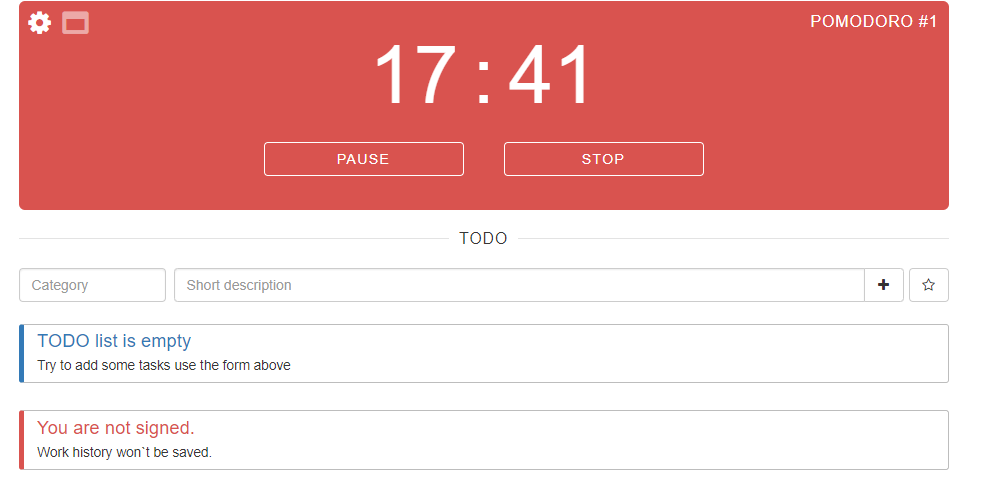 POMODORO #1
17:41
PAUSE
STOP
TODO
Category
Short description
TODO list is empty
Try to add some tasks use the form above
You are not signed.
Work history won`t be saved.